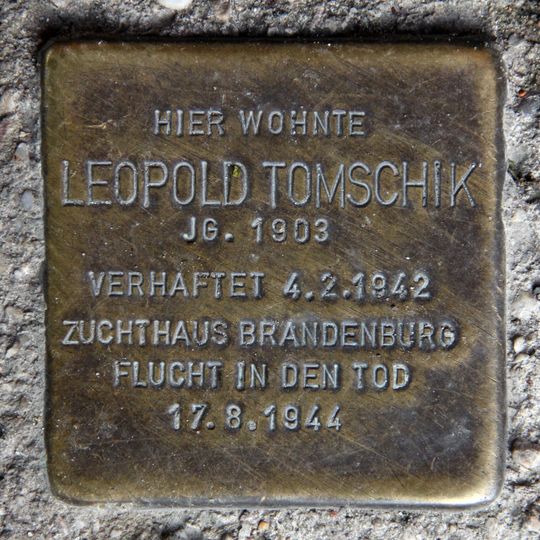 HIER WOHNTE
LEOPOLD TOMSCHIK
JG. 1903
VERHAFTET 4.2.1942
ZUCHTHAUS BRANDENBURG
FLUCHT IN DEN TOD
17.8.1944